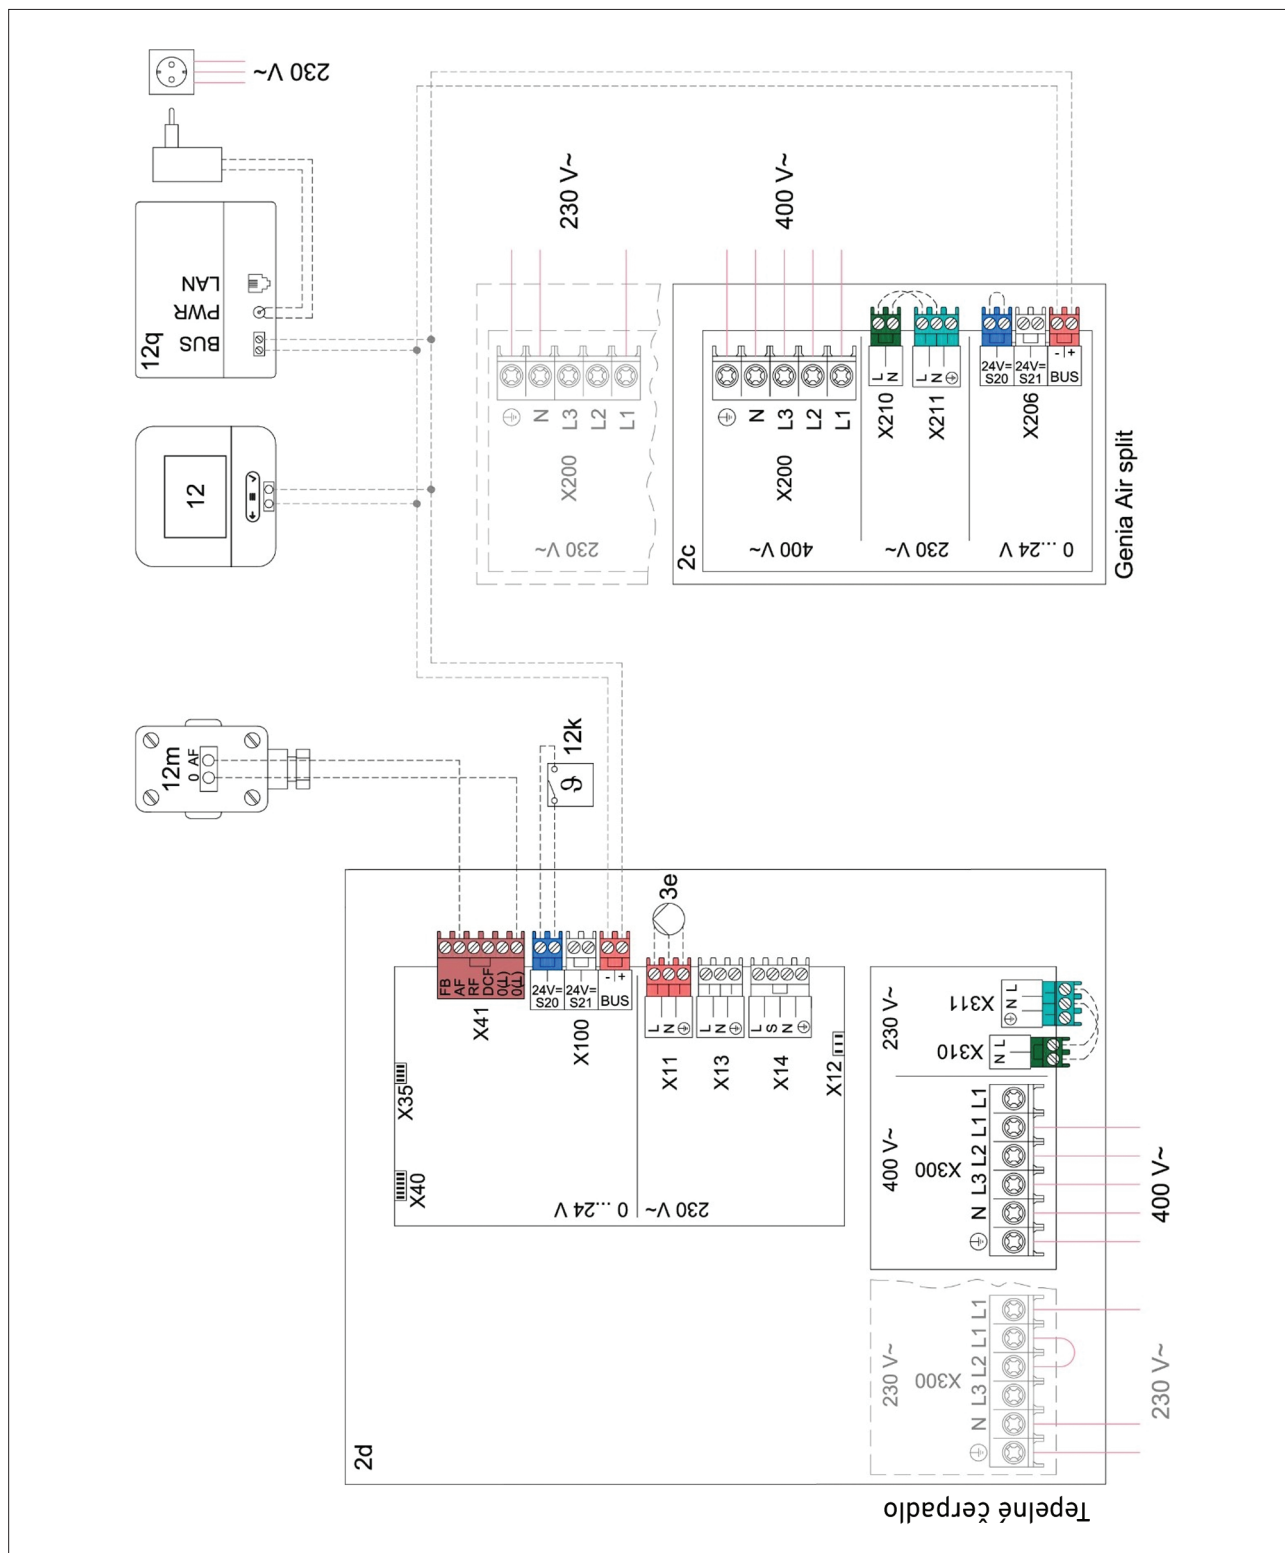 230 V~
12q
LAN
PWR
BUS
12
12m
0 AF
12k
ϑ
230 V~
X200
N
L3
L2
L1
230 V~
400 V~
X200
N
L3
L2
L1
400 V~
2c
X210
L
N
X211
L
N
230 V~
24V=
S20
24V=
S21
X206
- +
BUS
0 ...24 V
Genia Air split
2d
FB
AF
RF
DCF
0(⊥)
0(⊥)
X41
24V=
S20
24V=
S21
X100
- +
BUS
3e
X11
L
N
X13
L
N
X14
L
S
N
X12
X35
X40
0 ...24 V
230 V~
230 V~
X311
N L
X310
N L
400 V~
X300
N L3 L2 L1 L1
400 V~
230 V~
X300
N L3 L2 L1 L1
230 V~
Tepelné čerpadlo